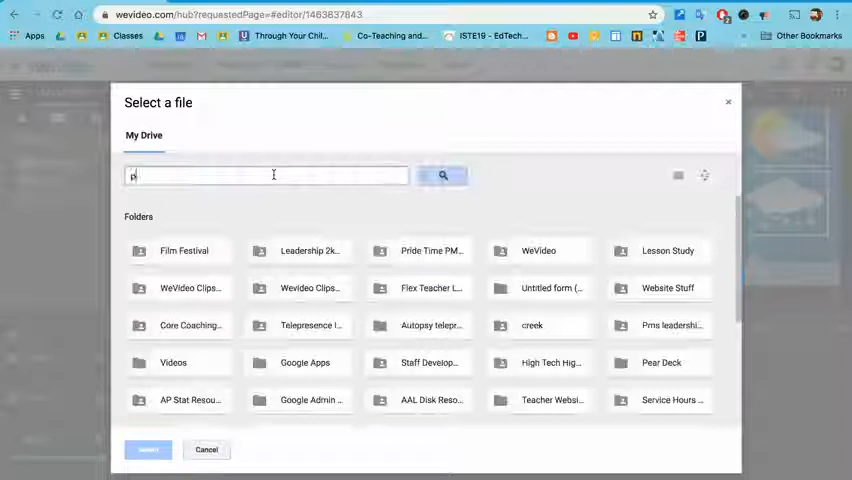 wevideo.com/hub?requestedPage=#editor/1463637643
Apps Classes Through Your Chil... Co-Teaching and... ISTE19 - EdTech... Other Bookmarks
Select a file
My Drive
p
Folders
Film Festival Leadership 2k... Pride Time PM... WeVideo Lesson Study
WeVideo Clips... Wevideo Clips... Flex Teacher L... Untitled form (... Website Stuff
Core Coaching... Telepresence I... Autopsy telepr... creek Pms leadershi...
Videos Google Apps Staff Develop... High Tech Hig... Pear Deck
AP Stat Resou... Google Admin ... AAL Disk Reso... Teacher Websi... Service Hours ...
Select Cancel